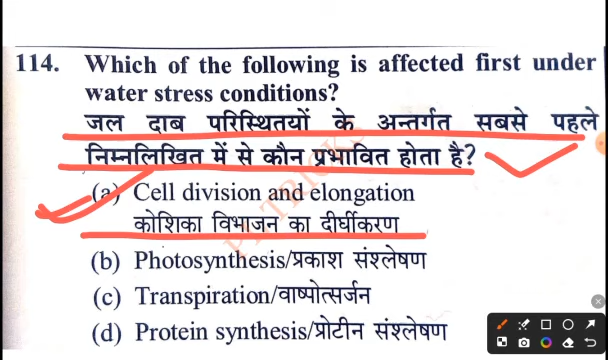 114. Which of the following is affected first under
water stress conditions?
जल दाब परिस्थितयों के अन्तर्गत सबसे पहले
निम्नलिखित में से कौन प्रभावित होता है?
(a) Cell division and elongation
कोशिका विभाजन का दीर्घीकरण
(b) Photosynthesis/प्रकाश संश्लेषण
(c) Transpiration/वाष्पोत्सर्जन
(d) Protein synthesis/प्रोटीन संश्लेषण